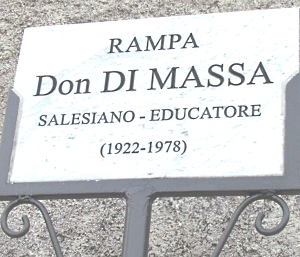 RAMPA
Don DI MASSA
SALESIANO - EDUCATORE
(1922-1978)